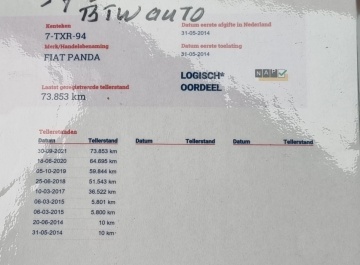 BTW auto
Kenteken
7-TXR-94
Merk/Handelsbenaming
FIAT PANDA
Laatst geregistreerde tellerstand
73.853 km
Datum eerste afgifte in Nederland
31-05-2014
Datum eerste toelating
31-05-2014
LOGISCH
OORDEEL
NAP
Tellerstanden
Datum Tellerstand Datum Tellerstand Datum Tellerstand
30-09-2021 73.853 km
18-06-2020 64.695 km
05-10-2019 59.844 km
25-06-2018 51.543 km
10-03-2017 36.522 km
06-03-2015 5.801 km
06-03-2015 5.800 km
20-06-2014 10 km
31-05-2014 10 km